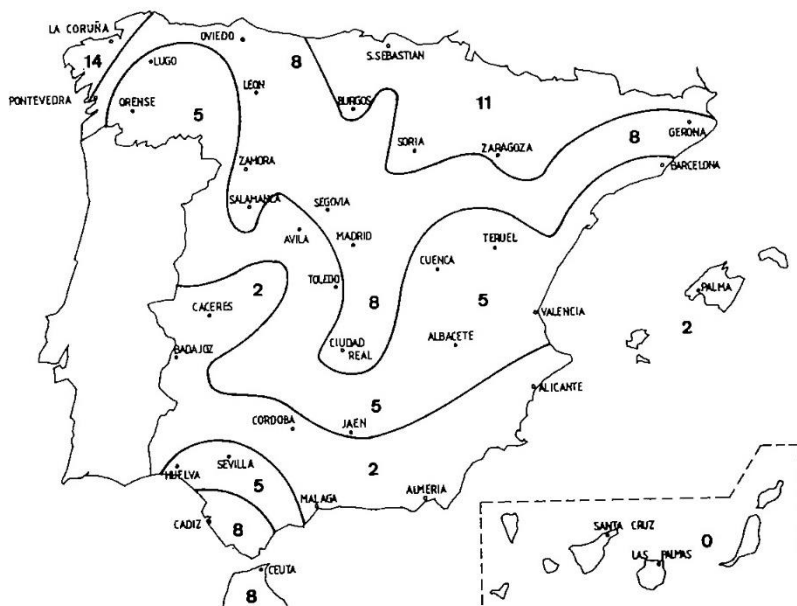 LA CORUÑA
OVIEDO
S.SEBASTIAN
14
LUGO
8
LEON
PONTEVEDRA
ORENSE
5
BURGOS
11
GERONA
SORIA
ZARAGOZA
8
BARCELONA
ZAMORA
SALAMANCA
SEGOVIA
AVILA
MADRID
TERUEL
CUENCA
TOLEDO
2
8
5
PALMA
CACERES
VALENCIA
2
BADAJOZ
CIUDAD
REAL
ALBACETE
ALICANTE
5
CORDOBA
JAEN
2
SEVILLA
HUELVA
5
MALAGA
ALMERIA
CADIZ
8
SANTA CRUZ
0
LAS PALMAS
CEUTA
8